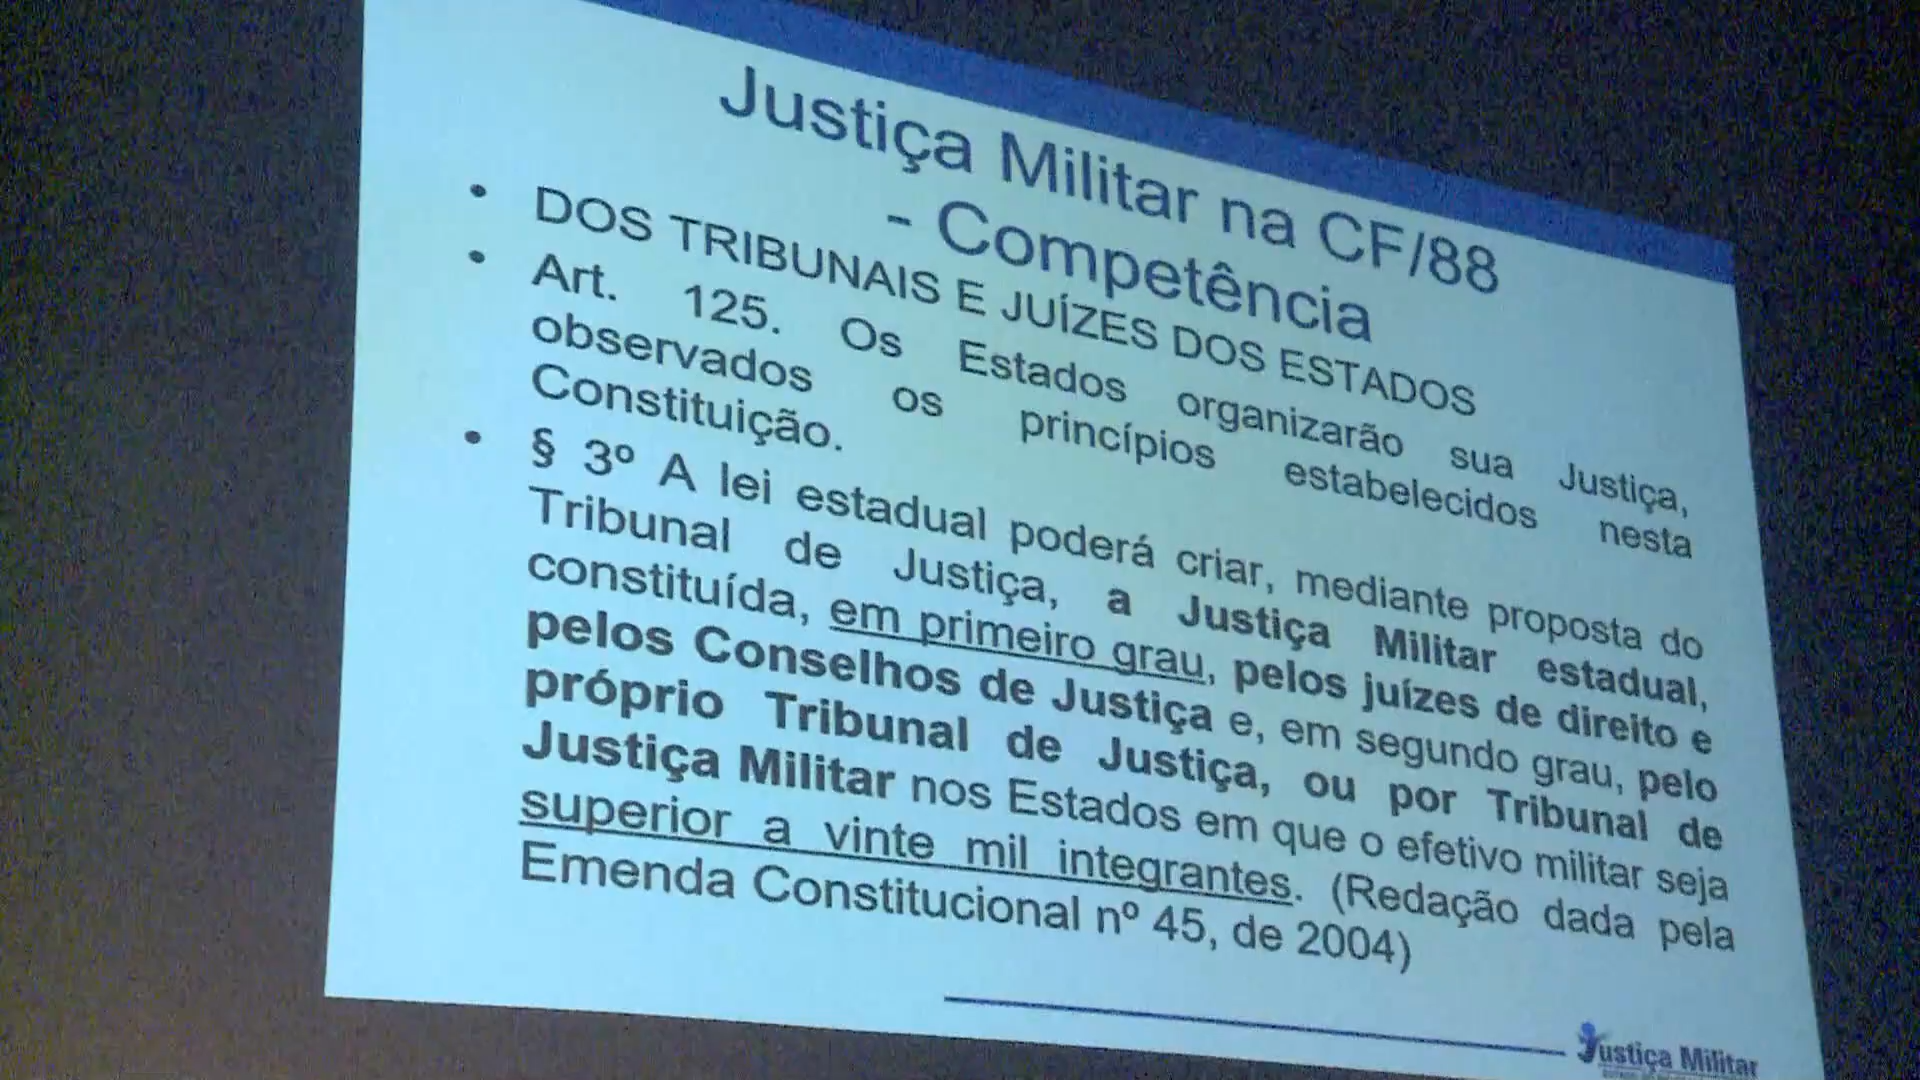 Justiça Militar na CF/88
- Competência
• DOS TRIBUNAIS E JUÍZES DOS ESTADOS
• Art. 125. Os Estados organizarão sua Justiça,
observados os princípios estabelecidos nesta
Constituição.
• § 3º A lei estadual poderá criar, mediante proposta do
Tribunal de Justiça, a Justiça Militar estadual,
constituída, em primeiro grau, pelos juízes de direito e
pelos Conselhos de Justiça e, em segundo grau, pelo
próprio Tribunal de Justiça, ou por Tribunal de
Justiça Militar nos Estados em que o efetivo militar seja
superior a vinte mil integrantes. (Redação dada pela
Emenda Constitucional nº 45, de 2004)
Justiça Militar